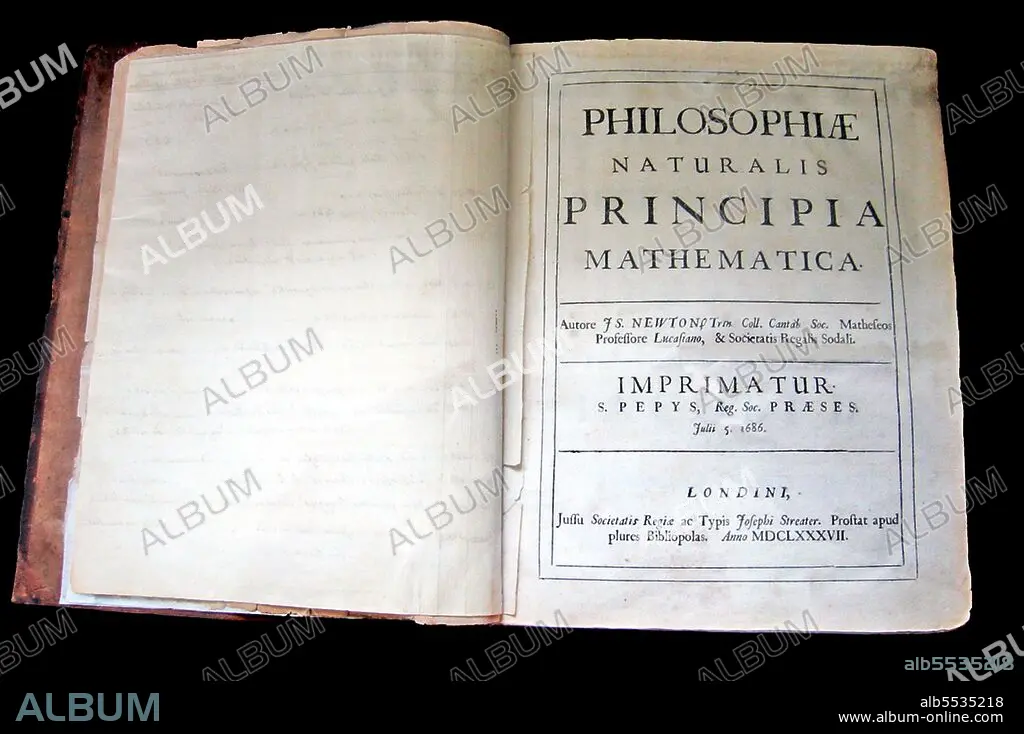 PHILOSOPHIÆ
NATURALIS
PRINCIPIA
MATHEMATICA.
Autore J S. NEWTON, Trin. Coll. Cantab. Soc. Matheseos
Professore Lucasiano, & Societatis Regalis Sodali.
IMPRIMATUR.
S. PEPYS, Reg. Soc. PRÆSES.
Julii 5. 1686.
LONDINI,
Jussu Societatis Regiæ ac Typis Josephi Streater. Prostat apud
plures Bibliopolas. Anno MDCLXXXVII.
ALBUM
alb5535218
alb5535218
www.album-online.com